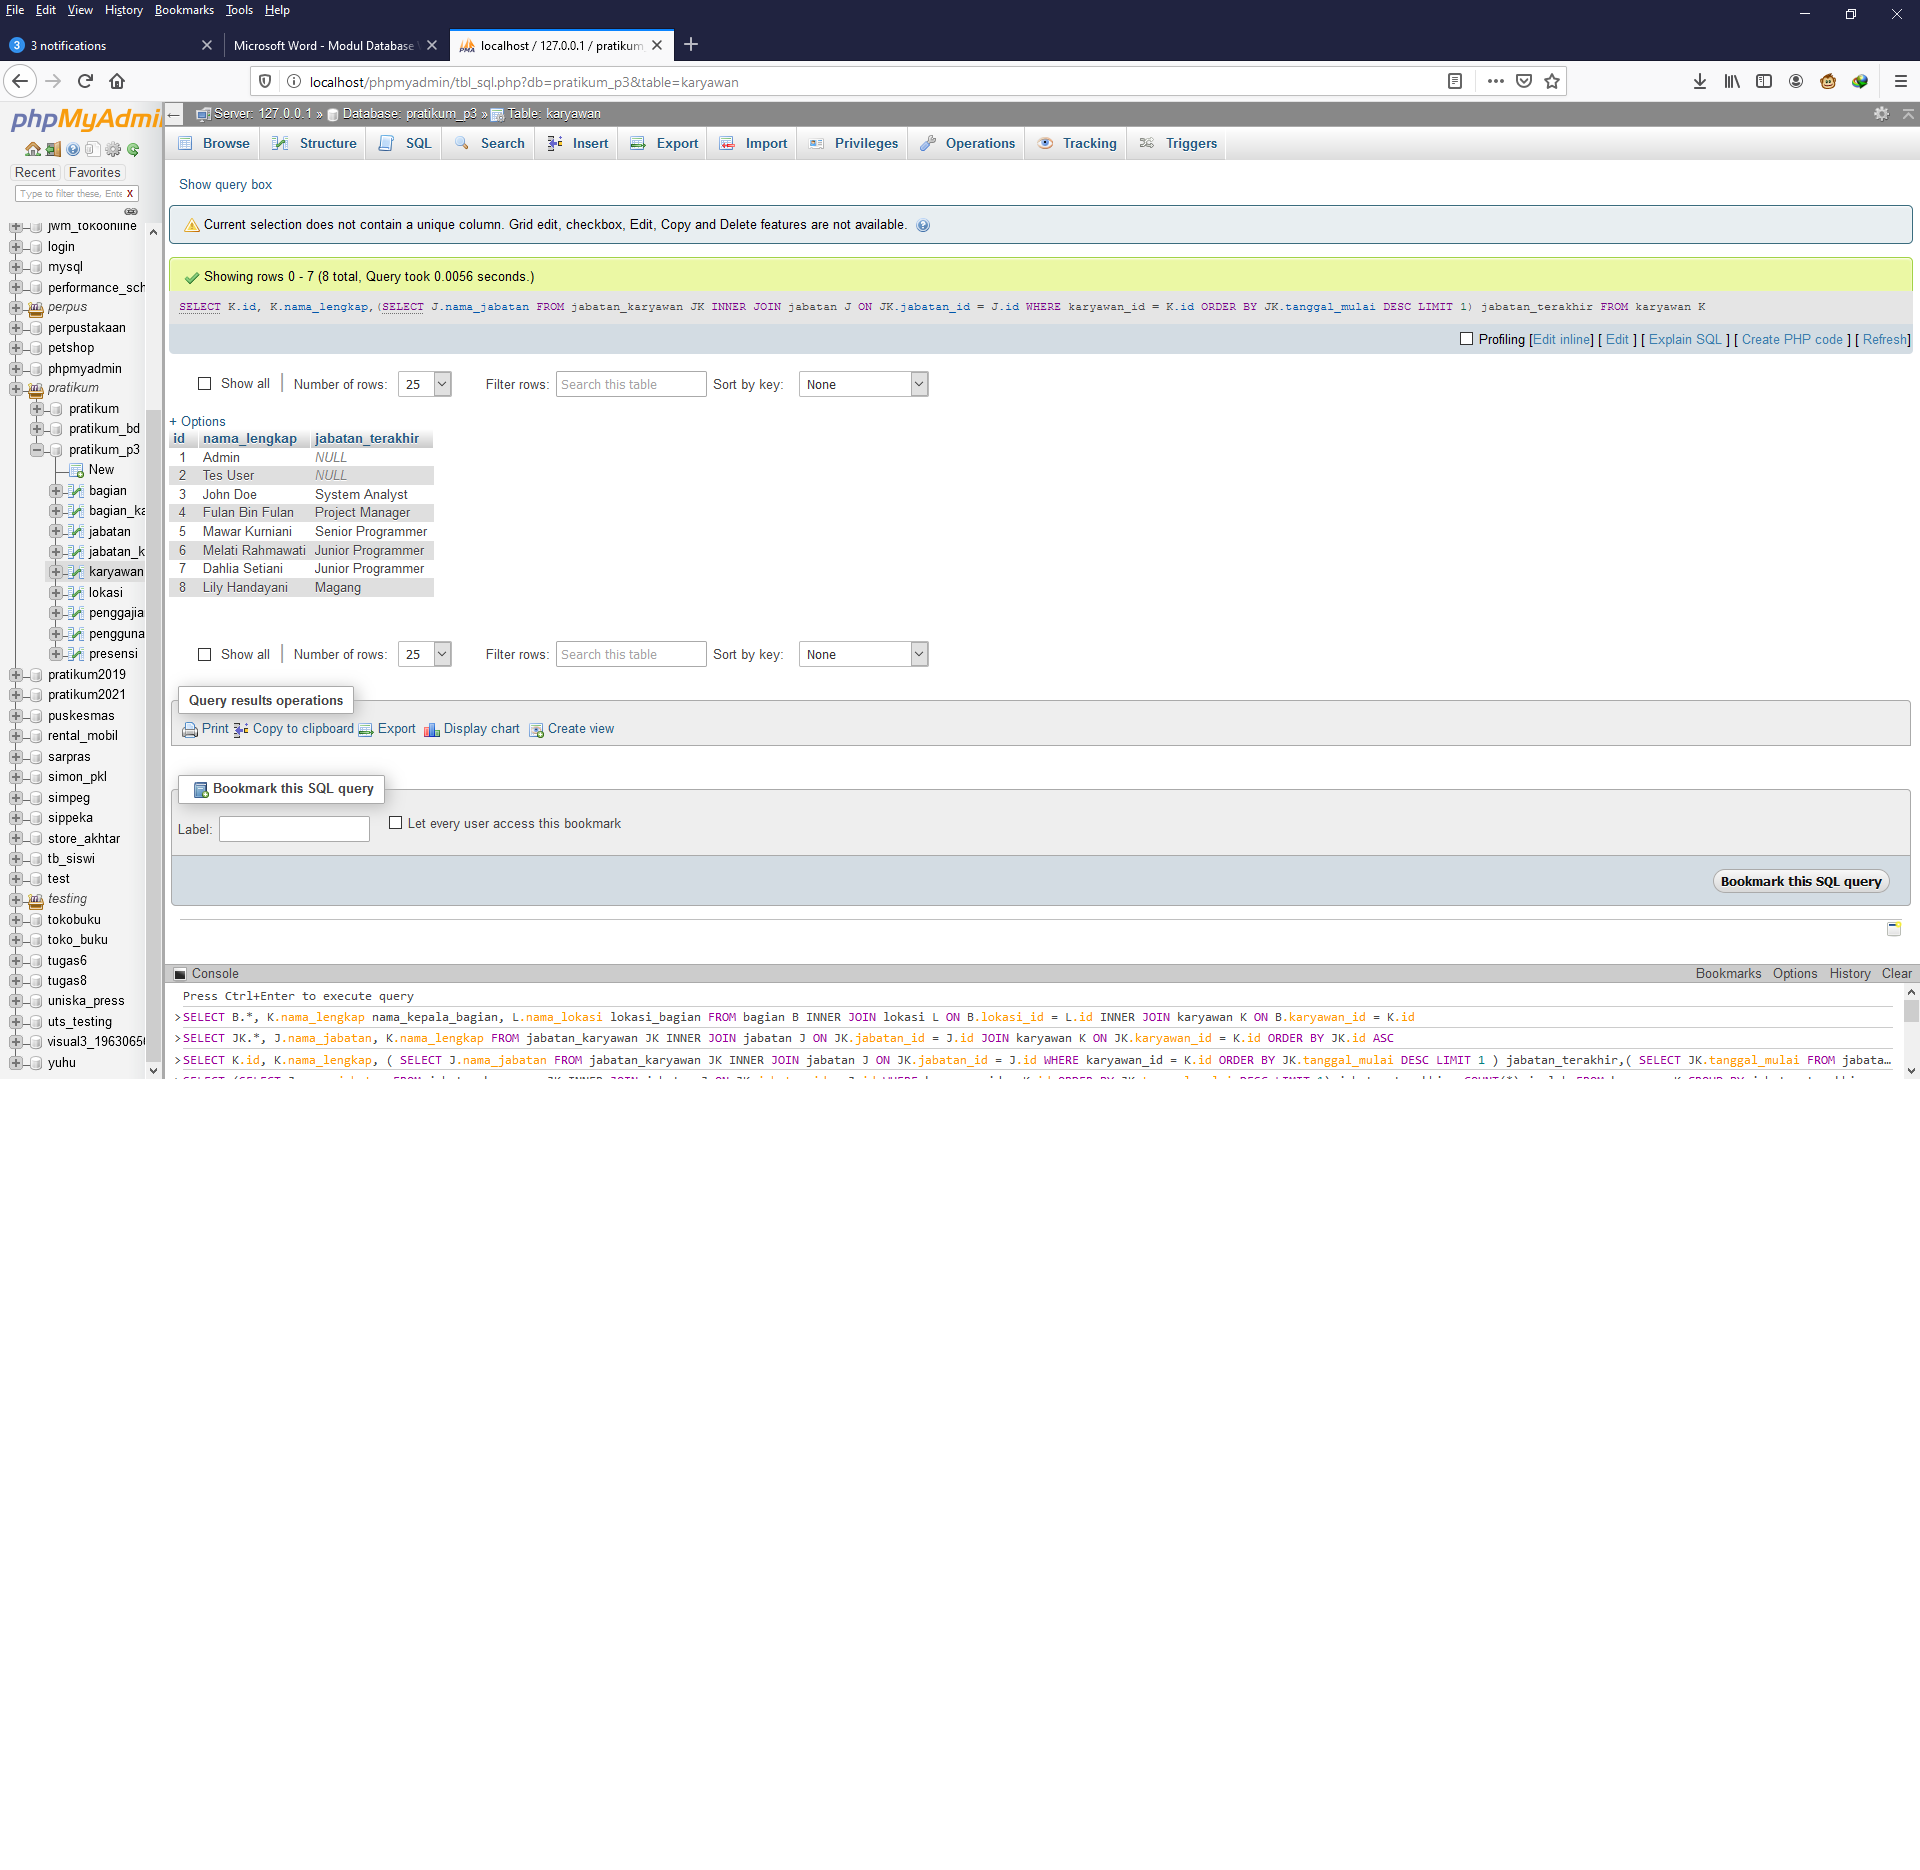 File Edit View History Bookmarks Tools Help
3 3 notifications
Microsoft Word - Modul Database
localhost / 127.0.0.1 / pratikum_
localhost/phpmyadmin/tbl_sql.php?db=pratikum_p3&table=karyawan
phpMyAdmi
Server: 127.0.0.1 » Database: pratikum_p3 » Table: karyawan
Browse Structure SQL Search Insert Export Import Privileges Operations Tracking Triggers
Recent Favorites
Type to filter these, Ente X
jwm_tokoonline
login
mysql
performance_sch
perpus
perpustakaan
petshop
phpmyadmin
pratikum
pratikum
pratikum_bd
pratikum_p3
New
bagian
bagian_ka
jabatan
jabatan_k
karyawan
lokasi
penggajia
pengguna
presensi
pratikum2019
pratikum2021
puskesmas
rental_mobil
sarpras
simon_pkl
simpeg
sippeka
store_akhtar
tb_siswi
test
testing
tokobuku
toko_buku
tugas6
tugas8
uniska_press
uts_testing
visual3_1963065
yuhu
Show query box
Current selection does not contain a unique column. Grid edit, checkbox, Edit, Copy and Delete features are not available.
Showing rows 0 - 7 (8 total, Query took 0.0056 seconds.)
SELECT K.id, K.nama_lengkap,(SELECT J.nama_jabatan FROM jabatan_karyawan JK INNER JOIN jabatan J ON JK.jabatan_id = J.id WHERE karyawan_id = K.id ORDER BY JK.tanggal_mulai DESC LIMIT 1) jabatan_terakhir FROM karyawan K
Profiling [Edit inline] [ Edit ] [ Explain SQL ] [ Create PHP code ] [ Refresh]
Show all | Number of rows: 25 Filter rows: Search this table Sort by key: None
+ Options
id nama_lengkap jabatan_terakhir
1 Admin NULL
2 Tes User NULL
3 John Doe System Analyst
4 Fulan Bin Fulan Project Manager
5 Mawar Kurniani Senior Programmer
6 Melati Rahmawati Junior Programmer
7 Dahlia Setiani Junior Programmer
8 Lily Handayani Magang
Show all | Number of rows: 25 Filter rows: Search this table Sort by key: None
Query results operations
Print Copy to clipboard Export Display chart Create view
Bookmark this SQL query
Label: Let every user access this bookmark
Bookmark this SQL query
Console Bookmarks Options History Clear
Press Ctrl+Enter to execute query
>SELECT B.*, K.nama_lengkap nama_kepala_bagian, L.nama_lokasi lokasi_bagian FROM bagian B INNER JOIN lokasi L ON B.lokasi_id = L.id INNER JOIN karyawan K ON B.karyawan_id = K.id
>SELECT JK.*, J.nama_jabatan, K.nama_lengkap FROM jabatan_karyawan JK INNER JOIN jabatan J ON JK.jabatan_id = J.id JOIN karyawan K ON JK.karyawan_id = K.id ORDER BY JK.id ASC
>SELECT K.id, K.nama_lengkap, ( SELECT J.nama_jabatan FROM jabatan_karyawan JK INNER JOIN jabatan J ON JK.jabatan_id = J.id WHERE karyawan_id = K.id ORDER BY JK.tanggal_mulai DESC LIMIT 1 ) jabatan_terakhir,( SELECT JK.tanggal_mulai FROM jabata…